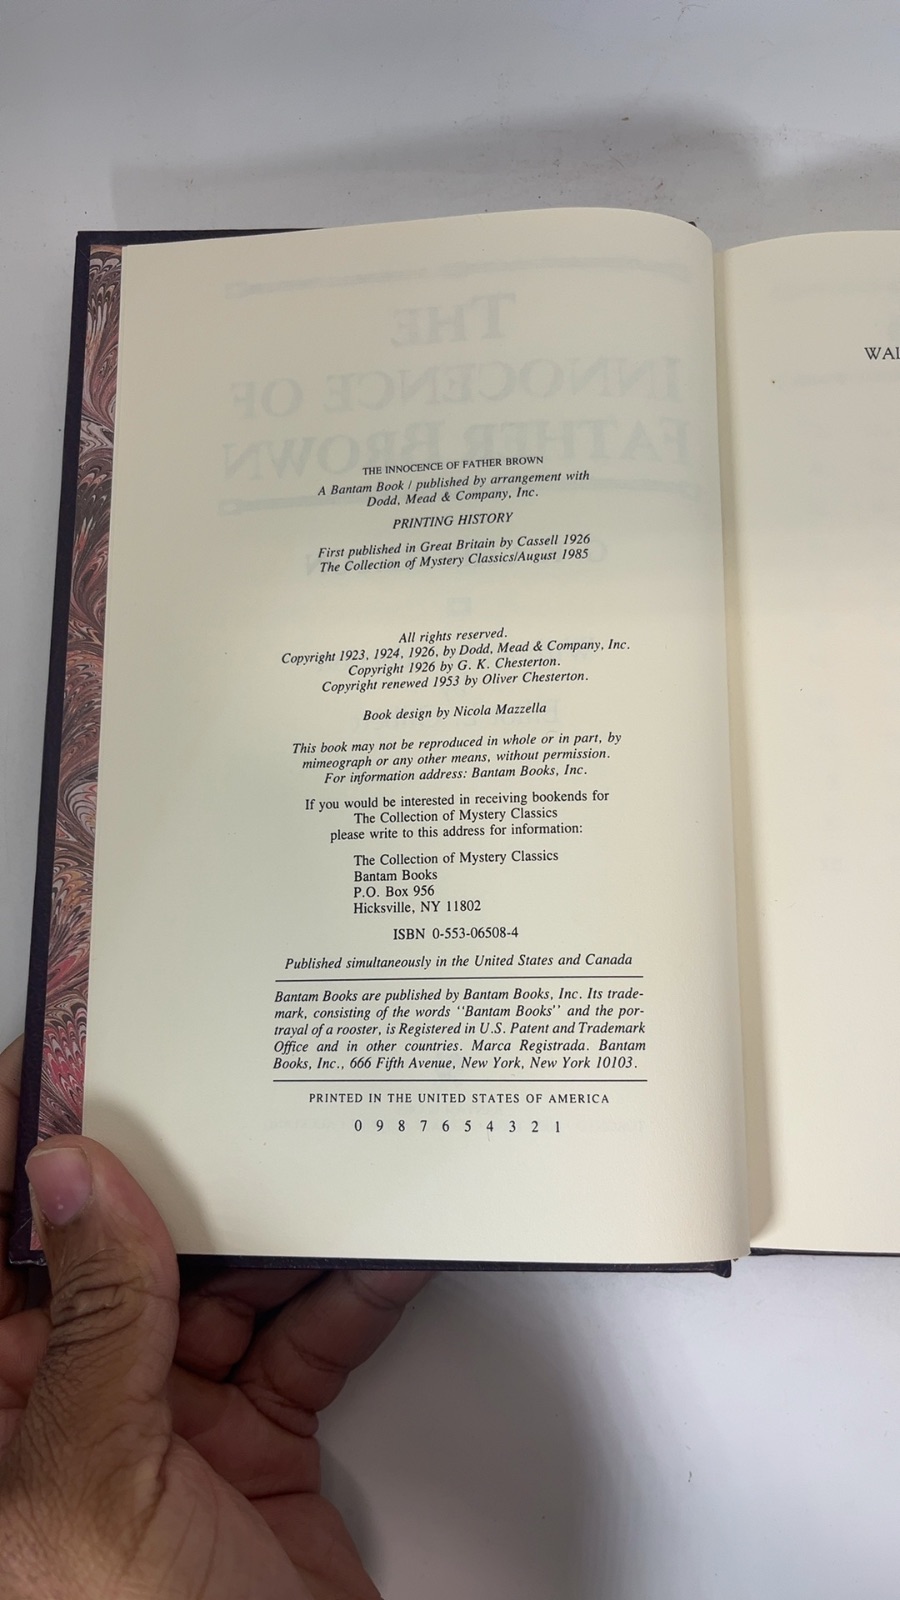 THE INNOCENCE OF FATHER BROWN
A Bantam Book / published by arrangement with
Dodd, Mead & Company, Inc.
PRINTING HISTORY
First published in Great Britain by Cassell 1926
The Collection of Mystery Classics/August 1985
All rights reserved.
Copyright 1923, 1924, 1926, by Dodd, Mead & Company, Inc.
Copyright 1926 by G. K. Chesterton.
Copyright renewed 1953 by Oliver Chesterton.
Book design by Nicola Mazzella
This book may not be reproduced in whole or in part, by
mimeograph or any other means, without permission.
For information address: Bantam Books, Inc.
If you would be interested in receiving bookends for
The Collection of Mystery Classics
please write to this address for information:
The Collection of Mystery Classics
Bantam Books
P.O. Box 956
Hicksville, NY 11802
ISBN 0-553-06508-4
Published simultaneously in the United States and Canada
Bantam Books are published by Bantam Books, Inc. Its trade-
mark, consisting of the words "Bantam Books" and the por-
trayal of a rooster, is Registered in U.S. Patent and Trademark
Office and in other countries. Marca Registrada. Bantam
Books, Inc., 666 Fifth Avenue, New York, New York 10103.
PRINTED IN THE UNITED STATES OF AMERICA
0 9 8 7 6 5 4 3 2 1
THE
INNOCENCE OF
FATHER BROWN